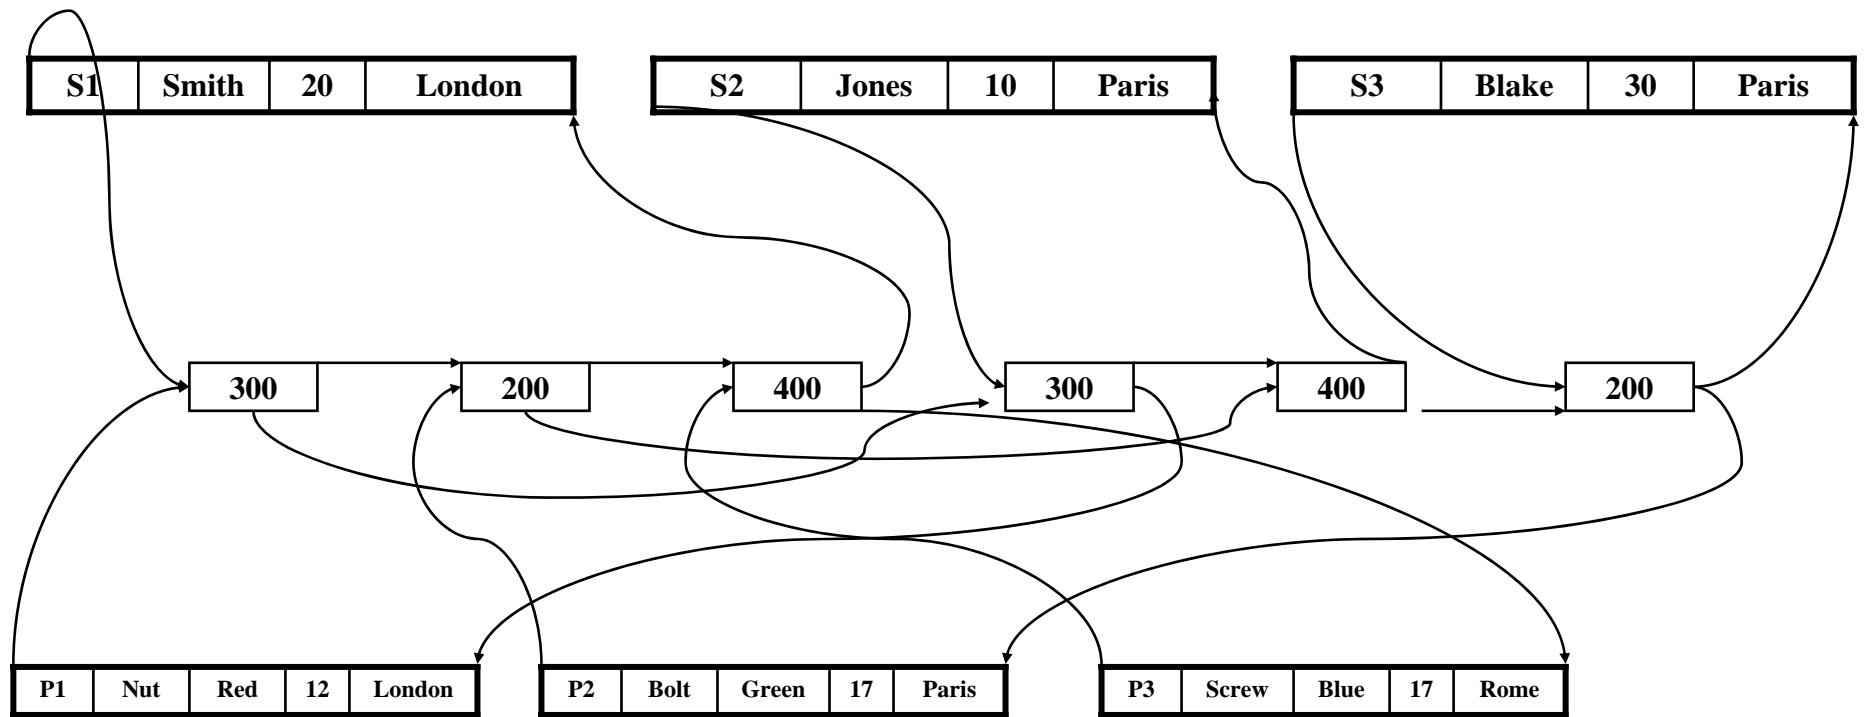 S1 Smith 20 London S2 Jones 10 Paris S3 Blake 30 Paris
300 200 400 300 400 200
P1 Nut Red 12 London P2 Bolt Green 17 Paris P3 Screw Blue 17 Rome